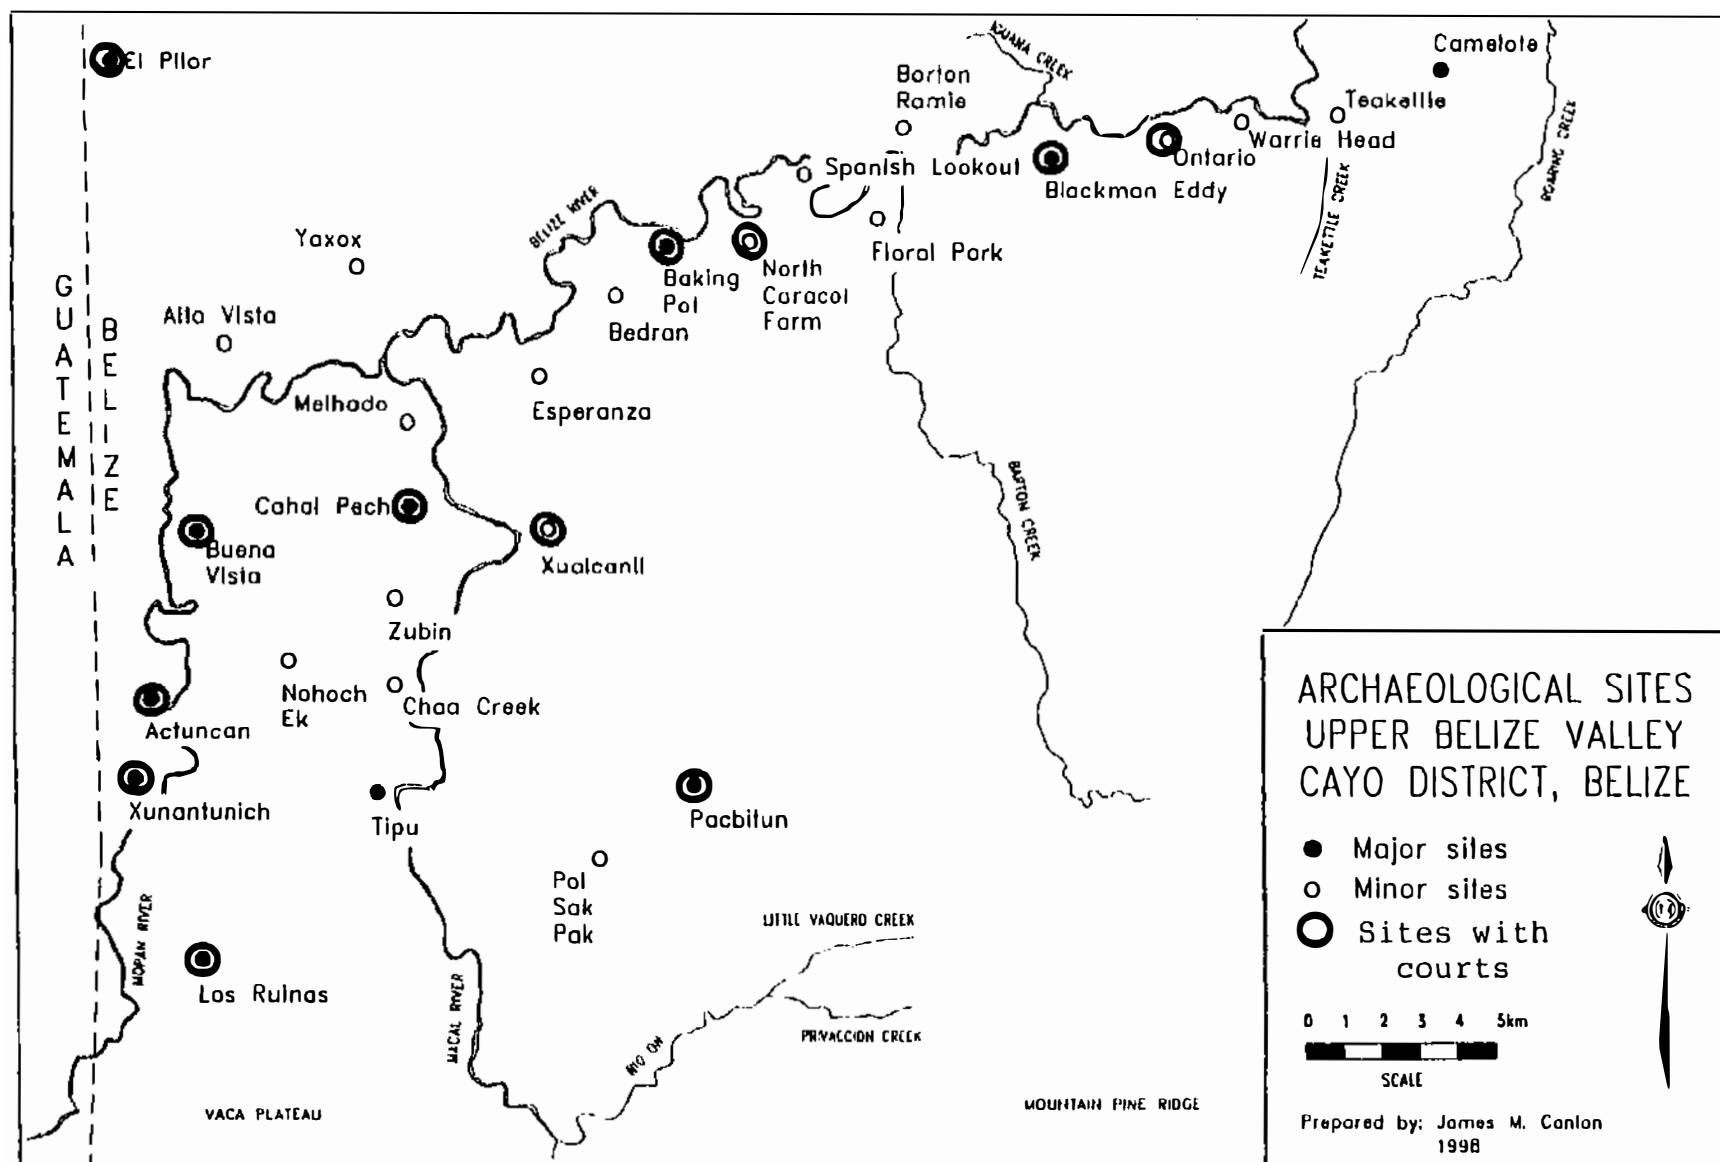 El Pilor
IGUANA CREEK
Camelote
Borton
Ramie
Teakettle
Warrie Head
Ontario
Spanish Lookout
Blackman Eddy
ROARING CREEK
TEAKETTLE CREEK
BELIZE RIVER
Yaxox
Floral Park
Baking
Pot
North
Caracol
Farm
Bedran
Alta Vista
GUATEMALA
BELIZE
Melhado
Esperanza
Cahal Pech
BARTON CREEK
Buena
Vista
Xualcanil
Zubin
Nohoch
Ek
Chaa Creek
Actuncan
Xunantunich
Tipu
Pacbitun
Pol
Sak
Pak
MOPAN RIVER
LITTLE VAQUERO CREEK
Los Ruinas
MACAL RIVER
RIO ON
PRIVACCION CREEK
VACA PLATEAU
MOUNTAIN PINE RIDGE
ARCHAEOLOGICAL SITES
UPPER BELIZE VALLEY
CAYO DISTRICT, BELIZE
Major sites
Minor sites
Sites with
courts
0 1 2 3 4 5km
SCALE
Prepared by: James M. Conlon
1998